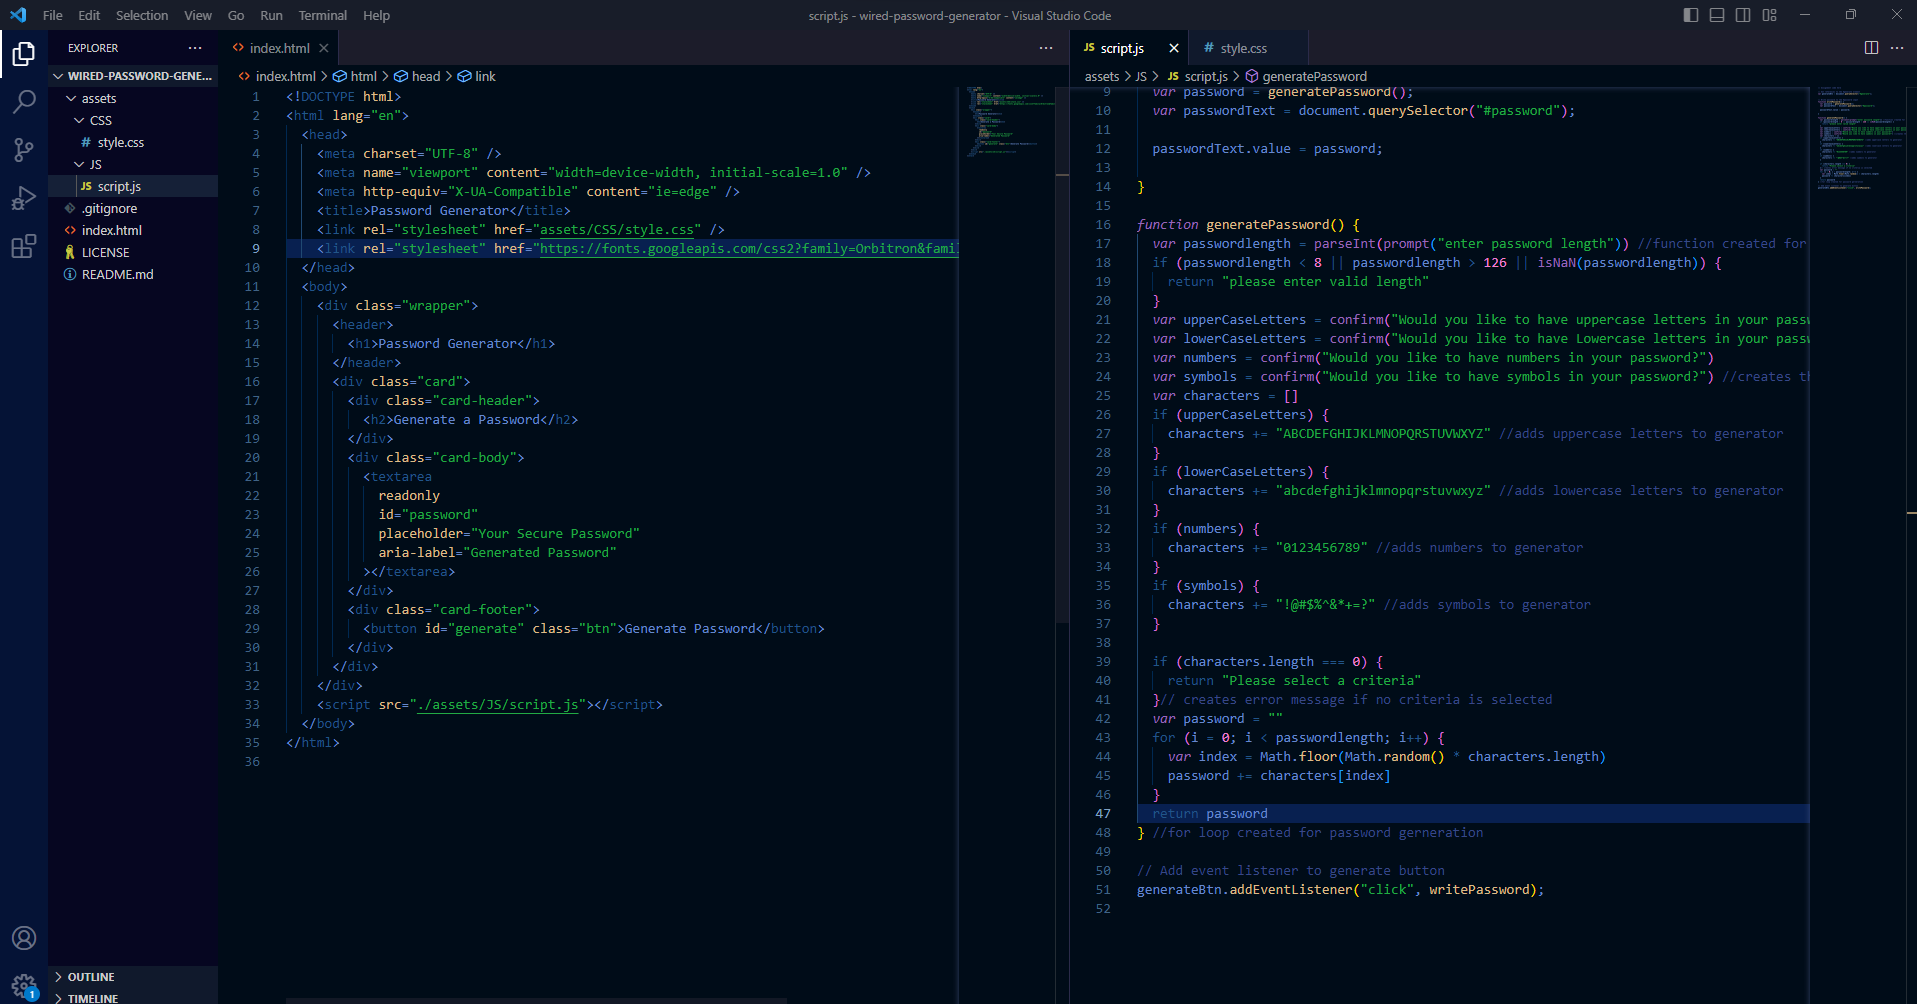 File Edit Selection View Go Run Terminal Help
script.js - wired-password-generator - Visual Studio Code
EXPLORER ...
WIRED-PASSWORD-GENE...
assets
CSS
# style.css
JS
JS script.js
.gitignore
<> index.html
LICENSE
README.md
OUTLINE
TIMELINE
1
<> index.html ...
<> index.html > html > head > link
1 <!DOCTYPE html>
2 <html lang="en">
3 <head>
4 <meta charset="UTF-8" />
5 <meta name="viewport" content="width=device-width, initial-scale=1.0" />
6 <meta http-equiv="X-UA-Compatible" content="ie=edge" />
7 <title>Password Generator</title>
8 <link rel="stylesheet" href="assets/CSS/style.css" />
9 <link rel="stylesheet" href="https://fonts.googleapis.com/css2?family=Orbitron&fami
10 </head>
11 <body>
12 <div class="wrapper">
13 <header>
14 <h1>Password Generator</h1>
15 </header>
16 <div class="card">
17 <div class="card-header">
18 <h2>Generate a Password</h2>
19 </div>
20 <div class="card-body">
21 <textarea
22 readonly
23 id="password"
24 placeholder="Your Secure Password"
25 aria-label="Generated Password"
26 ></textarea>
27 </div>
28 <div class="card-footer">
29 <button id="generate" class="btn">Generate Password</button>
30 </div>
31 </div>
32 </div>
33 <script src="./assets/JS/script.js"></script>
34 </body>
35 </html>
36
JS script.js # style.css ...
assets > JS > JS script.js > generatePassword
9 var password = generatePassword();
10 var passwordText = document.querySelector("#password");
11
12 passwordText.value = password;
13
14 }
15
16 function generatePassword() {
17 var passwordlength = parseInt(prompt("enter password length")) //function created for
18 if (passwordlength < 8 || passwordlength > 126 || isNaN(passwordlength)) {
19 return "please enter valid length"
20 }
21 var upperCaseLetters = confirm("Would you like to have uppercase letters in your passw
22 var lowerCaseLetters = confirm("Would you like to have Lowercase letters in your passw
23 var numbers = confirm("Would you like to have numbers in your password?")
24 var symbols = confirm("Would you like to have symbols in your password?") //creates th
25 var characters = []
26 if (upperCaseLetters) {
27 characters += "ABCDEFGHIJKLMNOPQRSTUVWXYZ" //adds uppercase letters to generator
28 }
29 if (lowerCaseLetters) {
30 characters += "abcdefghijklmnopqrstuvwxyz" //adds lowercase letters to generator
31 }
32 if (numbers) {
33 characters += "0123456789" //adds numbers to generator
34 }
35 if (symbols) {
36 characters += "!@#$%^&*+=?" //adds symbols to generator
37 }
38
39 if (characters.length === 0) {
40 return "Please select a criteria"
41 }// creates error message if no criteria is selected
42 var password = ""
43 for (i = 0; i < passwordlength; i++) {
44 var index = Math.floor(Math.random() * characters.length)
45 password += characters[index]
46 }
47 return password
48 } //for loop created for password gerneration
49
50 // Add event listener to generate button
51 generateBtn.addEventListener("click", writePassword);
52